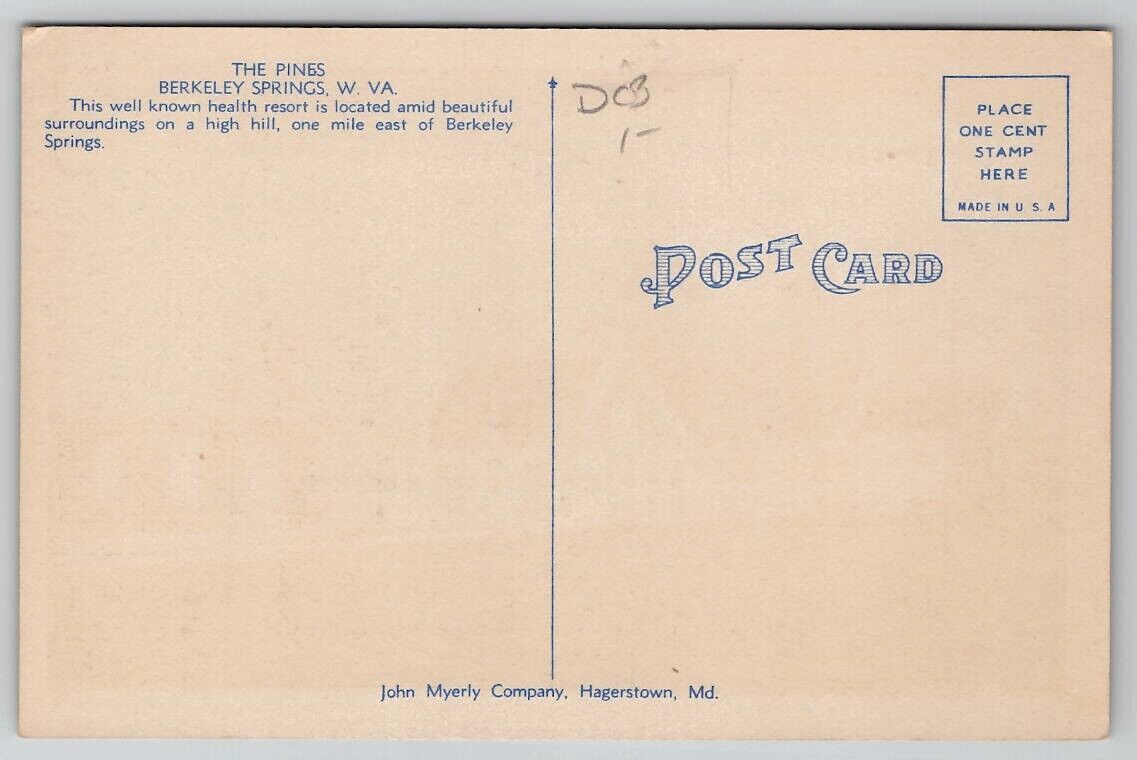 THE PINES
BERKELEY SPRINGS, W. VA.
This well known health resort is located amid beautiful
surroundings on a high hill, one mile east of Berkeley
Springs.
DCB
1-
PLACE
ONE CENT
STAMP
HERE
MADE IN U S. A
POST CARD
John Myerly Company, Hagerstown, Md.